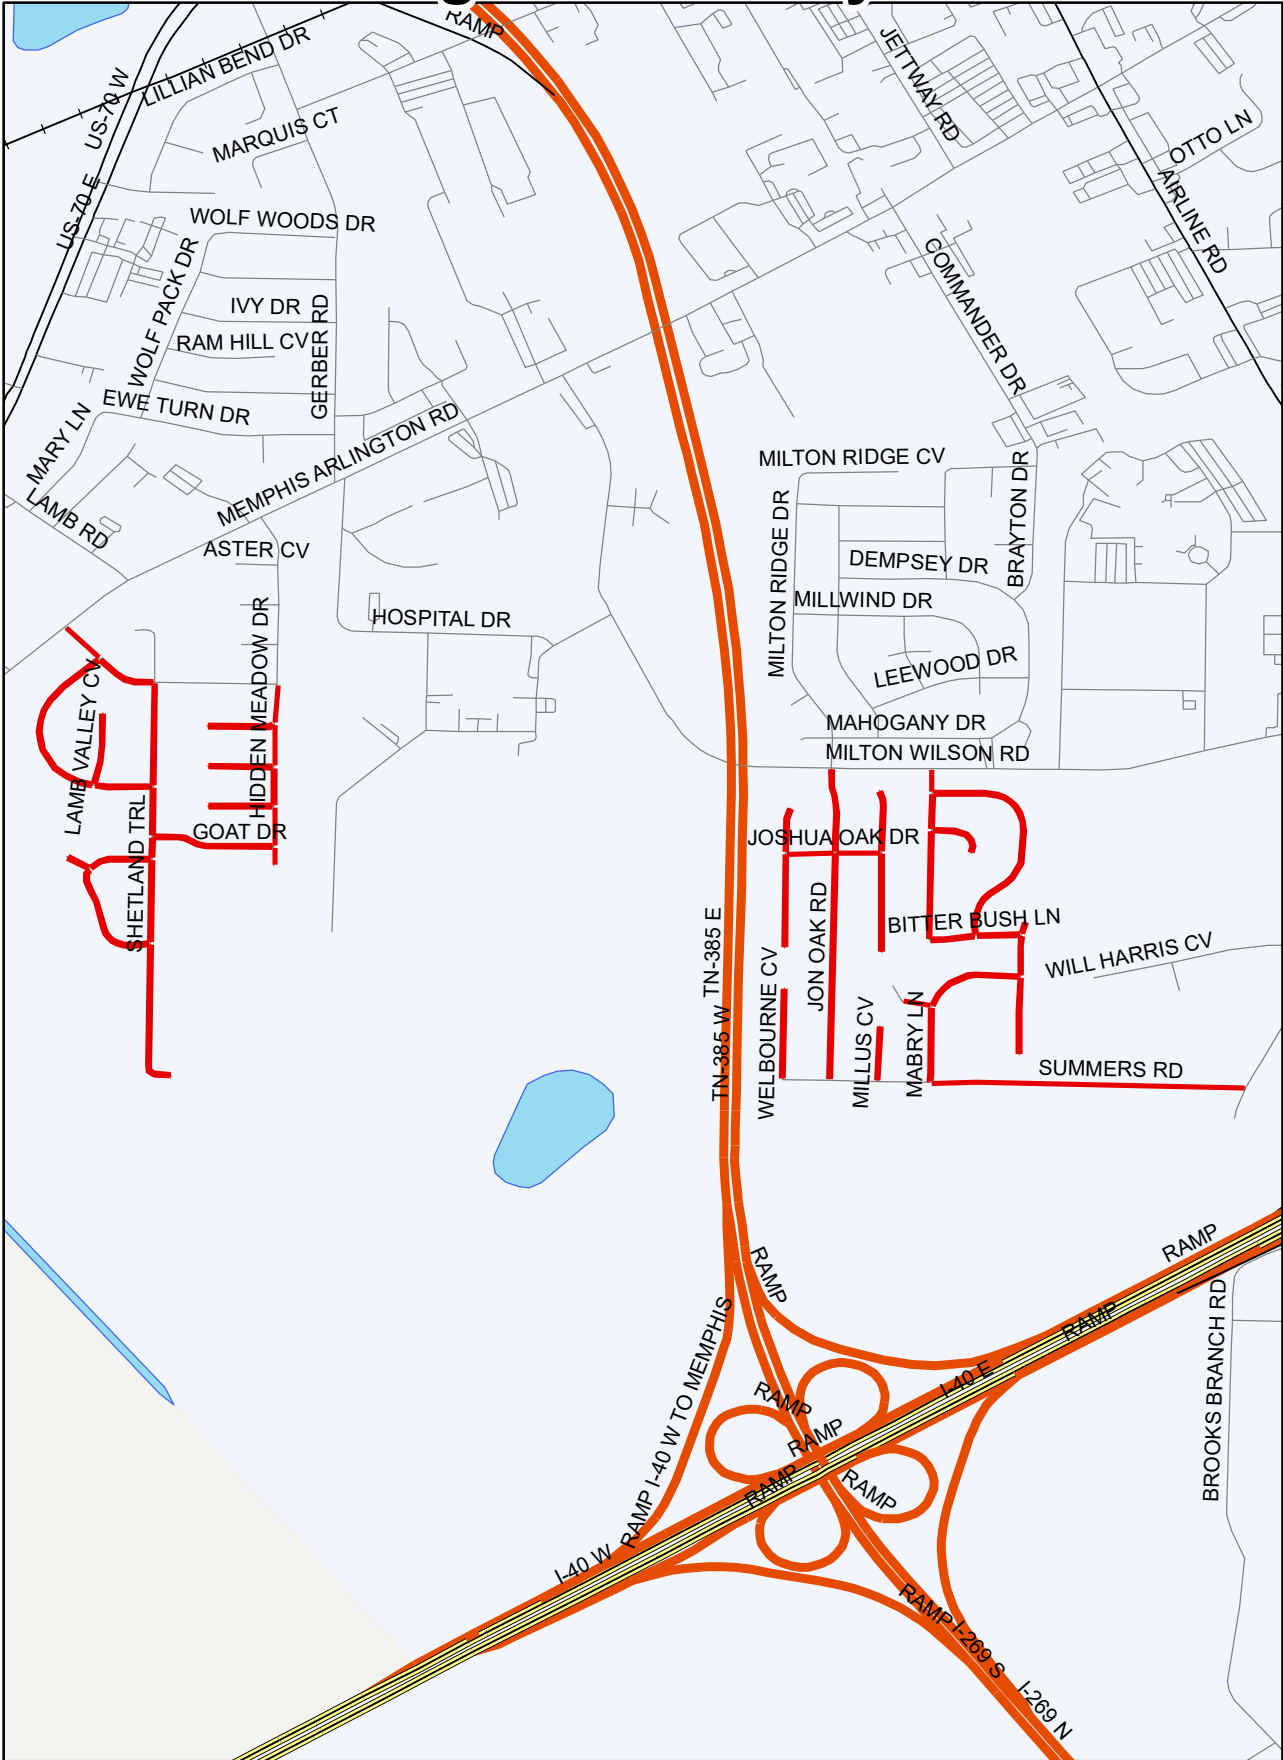 RAMP
LILLIAN BEND DR
US-70 W
MARQUIS CT
JETTWAY RD
OTTO LN
AIRLINE RD
US-70 E
WOLF WOODS DR
WOLF PACK DR
IVY DR
RAM HILL CV
GERBER RD
COMMANDER DR
EWE TURN DR
MARY LN
LAMB RD
MEMPHIS ARLINGTON RD
MILTON RIDGE CV
BRAYTON DR
MILTON RIDGE DR
ASTER CV
DEMPSEY DR
MILLWIND DR
HOSPITAL DR
HIDDEN MEADOW DR
LEEWOOD DR
LAMB VALLEY CV
MAHOGANY DR
MILTON WILSON RD
GOAT DR
SHETLAND TRL
JOSHUA OAK DR
JON OAK RD
BITTER BUSH LN
WILL HARRIS CV
TN-385 E
TN-385 W
WELBOURNE CV
MILLUS CV
MABRY LN
SUMMERS RD
RAMP
RAMP
RAMP
RAMP I-40 W TO MEMPHIS
BROOKS BRANCH RD
I-40 E
RAMP
RAMP
RAMP
RAMP
I-40 W
RAMP I-269 S
I-269 N